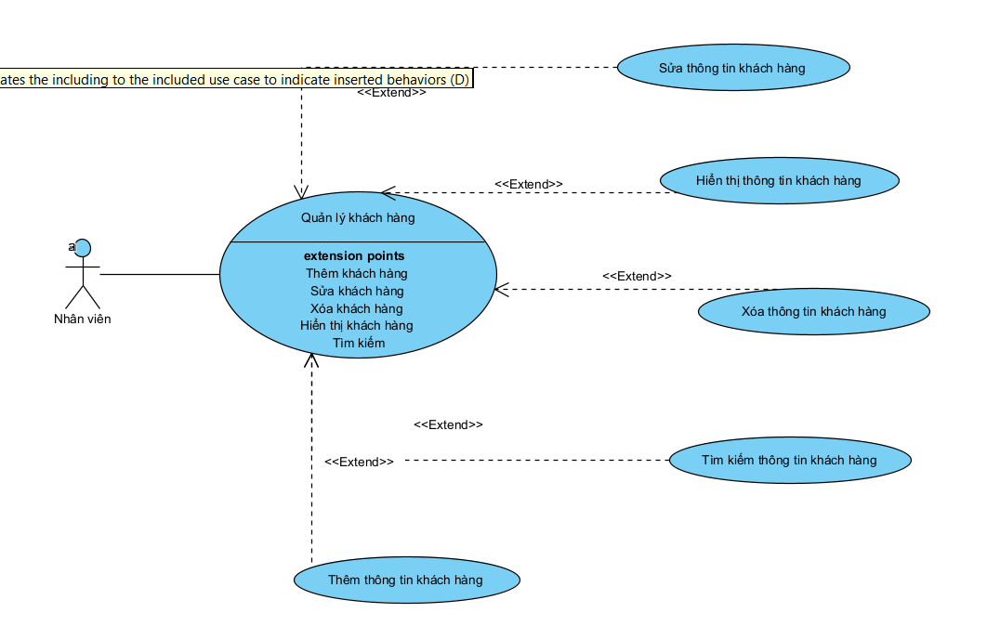 Sửa thông tin khách hàng
ates the including to the included use case to indicate inserted behaviors (D)
<<Extend>>
Hiển thị thông tin khách hàng
<<Extend>>
Quản lý khách hàng
extension points
Thêm khách hàng
Sửa khách hàng
Xóa khách hàng
Hiển thị khách hàng
Tìm kiếm
a
Nhân viên
<<Extend>>
Xóa thông tin khách hàng
<<Extend>>
<<Extend>>
Tìm kiếm thông tin khách hàng
Thêm thông tin khách hàng